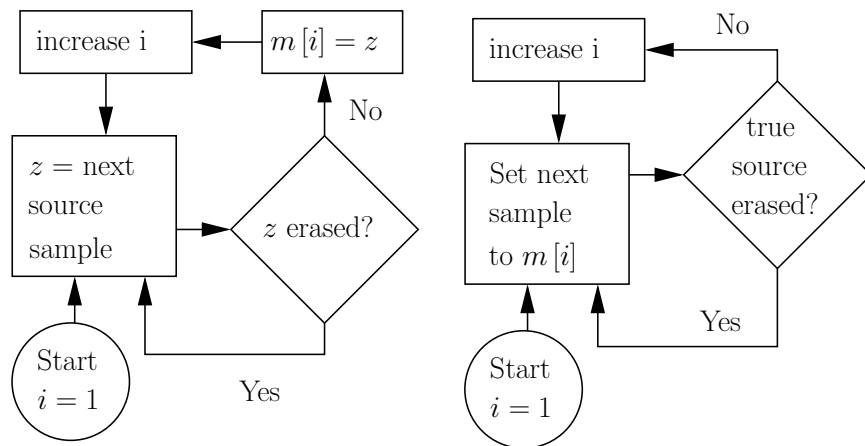 increase i
m [i] = z
No
z = next
source
sample
z erased?
Start
i = 1
Yes
No
increase i
true
source
erased?
Set next
sample
to m [i]
Yes
Start
i = 1